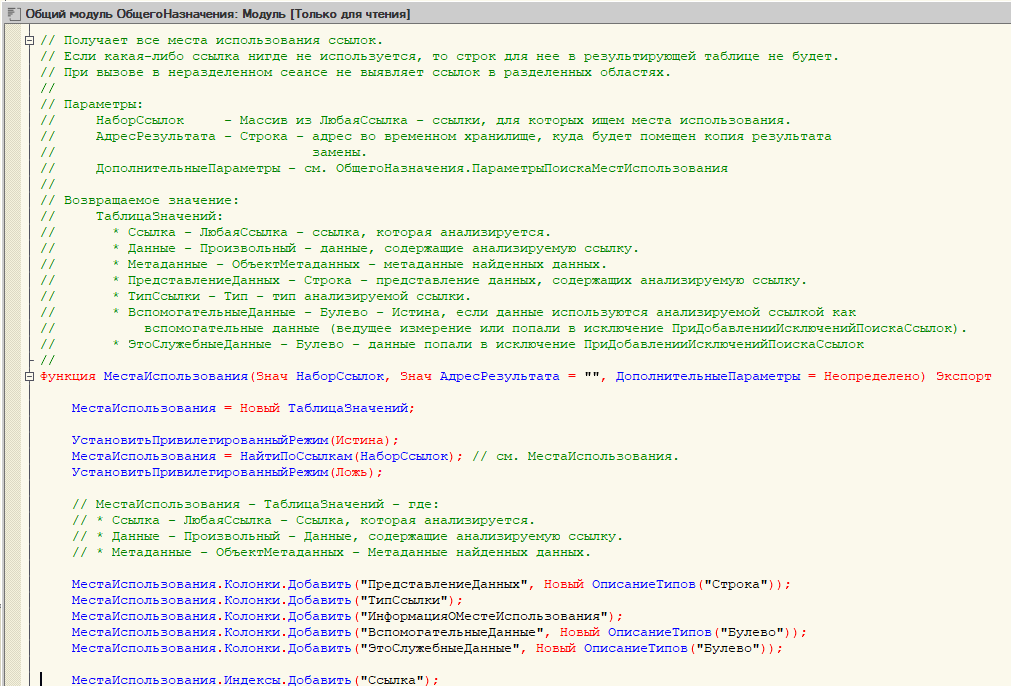 Общий модуль ОбщегоНазначения: Модуль [Только для чтения]
// Получает все места использования ссылок.
// Если какая-либо ссылка нигде не используется, то строк для нее в результирующей таблице не будет.
// При вызове в неразделенном сеансе не выявляет ссылок в разделенных областях.
//
// Параметры:
//     НаборСсылок     - Массив из ЛюбаяСсылка - ссылки, для которых ищем места использования.
//     АдресРезультата - Строка - адрес во временном хранилище, куда будет помещен копия результата
//                                замены.
//     ДополнительныеПараметры - см. ОбщегоНазначения.ПараметрыПоискаМестИспользования
//
// Возвращаемое значение:
//     ТаблицаЗначений:
//       * Ссылка - ЛюбаяСсылка - ссылка, которая анализируется.
//       * Данные - Произвольный - данные, содержащие анализируемую ссылку.
//       * Метаданные - ОбъектМетаданных - метаданные найденных данных.
//       * ПредставлениеДанных - Строка - представление данных, содержащих анализируемую ссылку.
//       * ТипСсылки - Тип - тип анализируемой ссылки.
//       * ВспомогательныеДанные - Булево - Истина, если данные используются анализируемой ссылкой как
//           вспомогательные данные (ведущее измерение или попали в исключение ПриДобавленииИсключенийПоискаСсылок).
//       * ЭтоСлужебныеДанные - Булево - данные попали в исключение ПриДобавленииИсключенийПоискаСсылок
//
Функция МестаИспользования(Знач НаборСсылок, Знач АдресРезультата = "", ДополнительныеПараметры = Неопределено) Экспорт
    МестаИспользования = Новый ТаблицаЗначений;
    УстановитьПривилегированныйРежим(Истина);
    МестаИспользования = НайтиПоСсылкам(НаборСсылок); // см. МестаИспользования.
    УстановитьПривилегированныйРежим(Ложь);
    // МестаИспользования - ТаблицаЗначений - где:
    // * Ссылка - ЛюбаяСсылка - Ссылка, которая анализируется.
    // * Данные - Произвольный - Данные, содержащие анализируемую ссылку.
    // * Метаданные - ОбъектМетаданных - Метаданные найденных данных.
    МестаИспользования.Колонки.Добавить("ПредставлениеДанных", Новый ОписаниеТипов("Строка"));
    МестаИспользования.Колонки.Добавить("ТипСсылки");
    МестаИспользования.Колонки.Добавить("ИнформацияОМестеИспользования");
    МестаИспользования.Колонки.Добавить("ВспомогательныеДанные", Новый ОписаниеТипов("Булево"));
    МестаИспользования.Колонки.Добавить("ЭтоСлужебныеДанные", Новый ОписаниеТипов("Булево"));
    МестаИспользования.Индексы.Добавить("Ссылка");